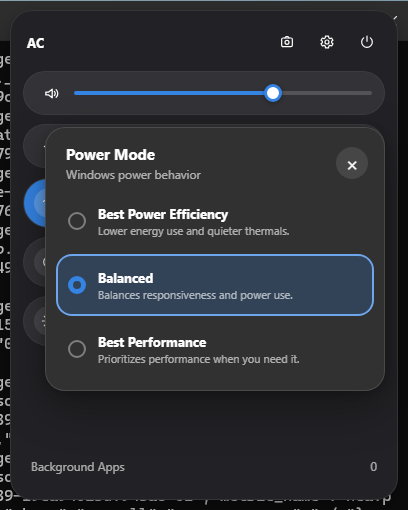 AC
Power Mode
Windows power behavior
Best Power Efficiency
Lower energy use and quieter thermals.
Balanced
Balances responsiveness and power use.
Best Performance
Prioritizes performance when you need it.
Background Apps 0